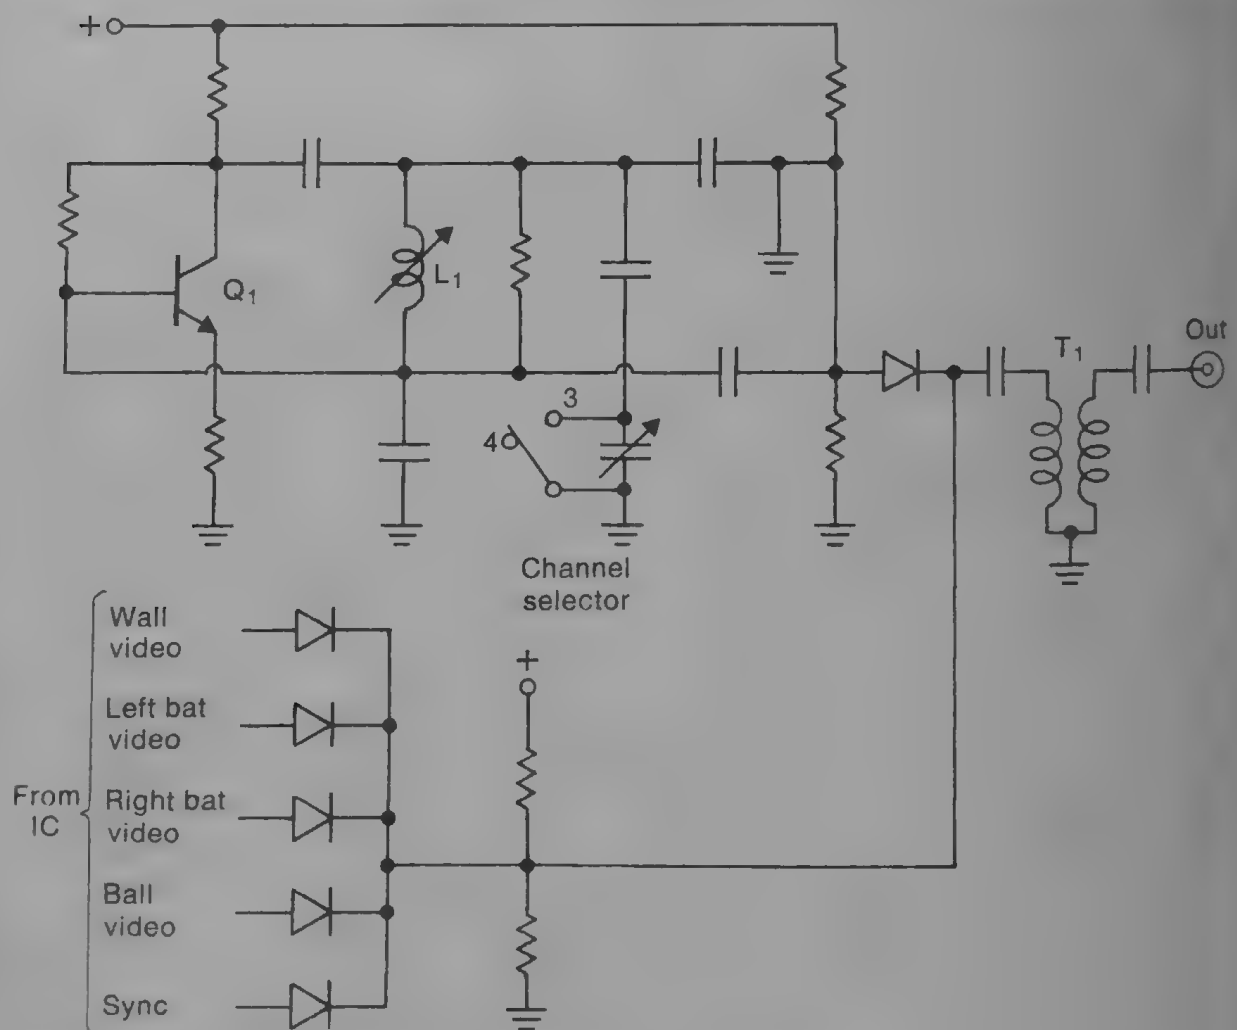 +
Q1
L1
T1
Out
3
4
Channel
selector
Wall
video
Left bat
video
+
From
IC
Right bat
video
Ball
video
Sync